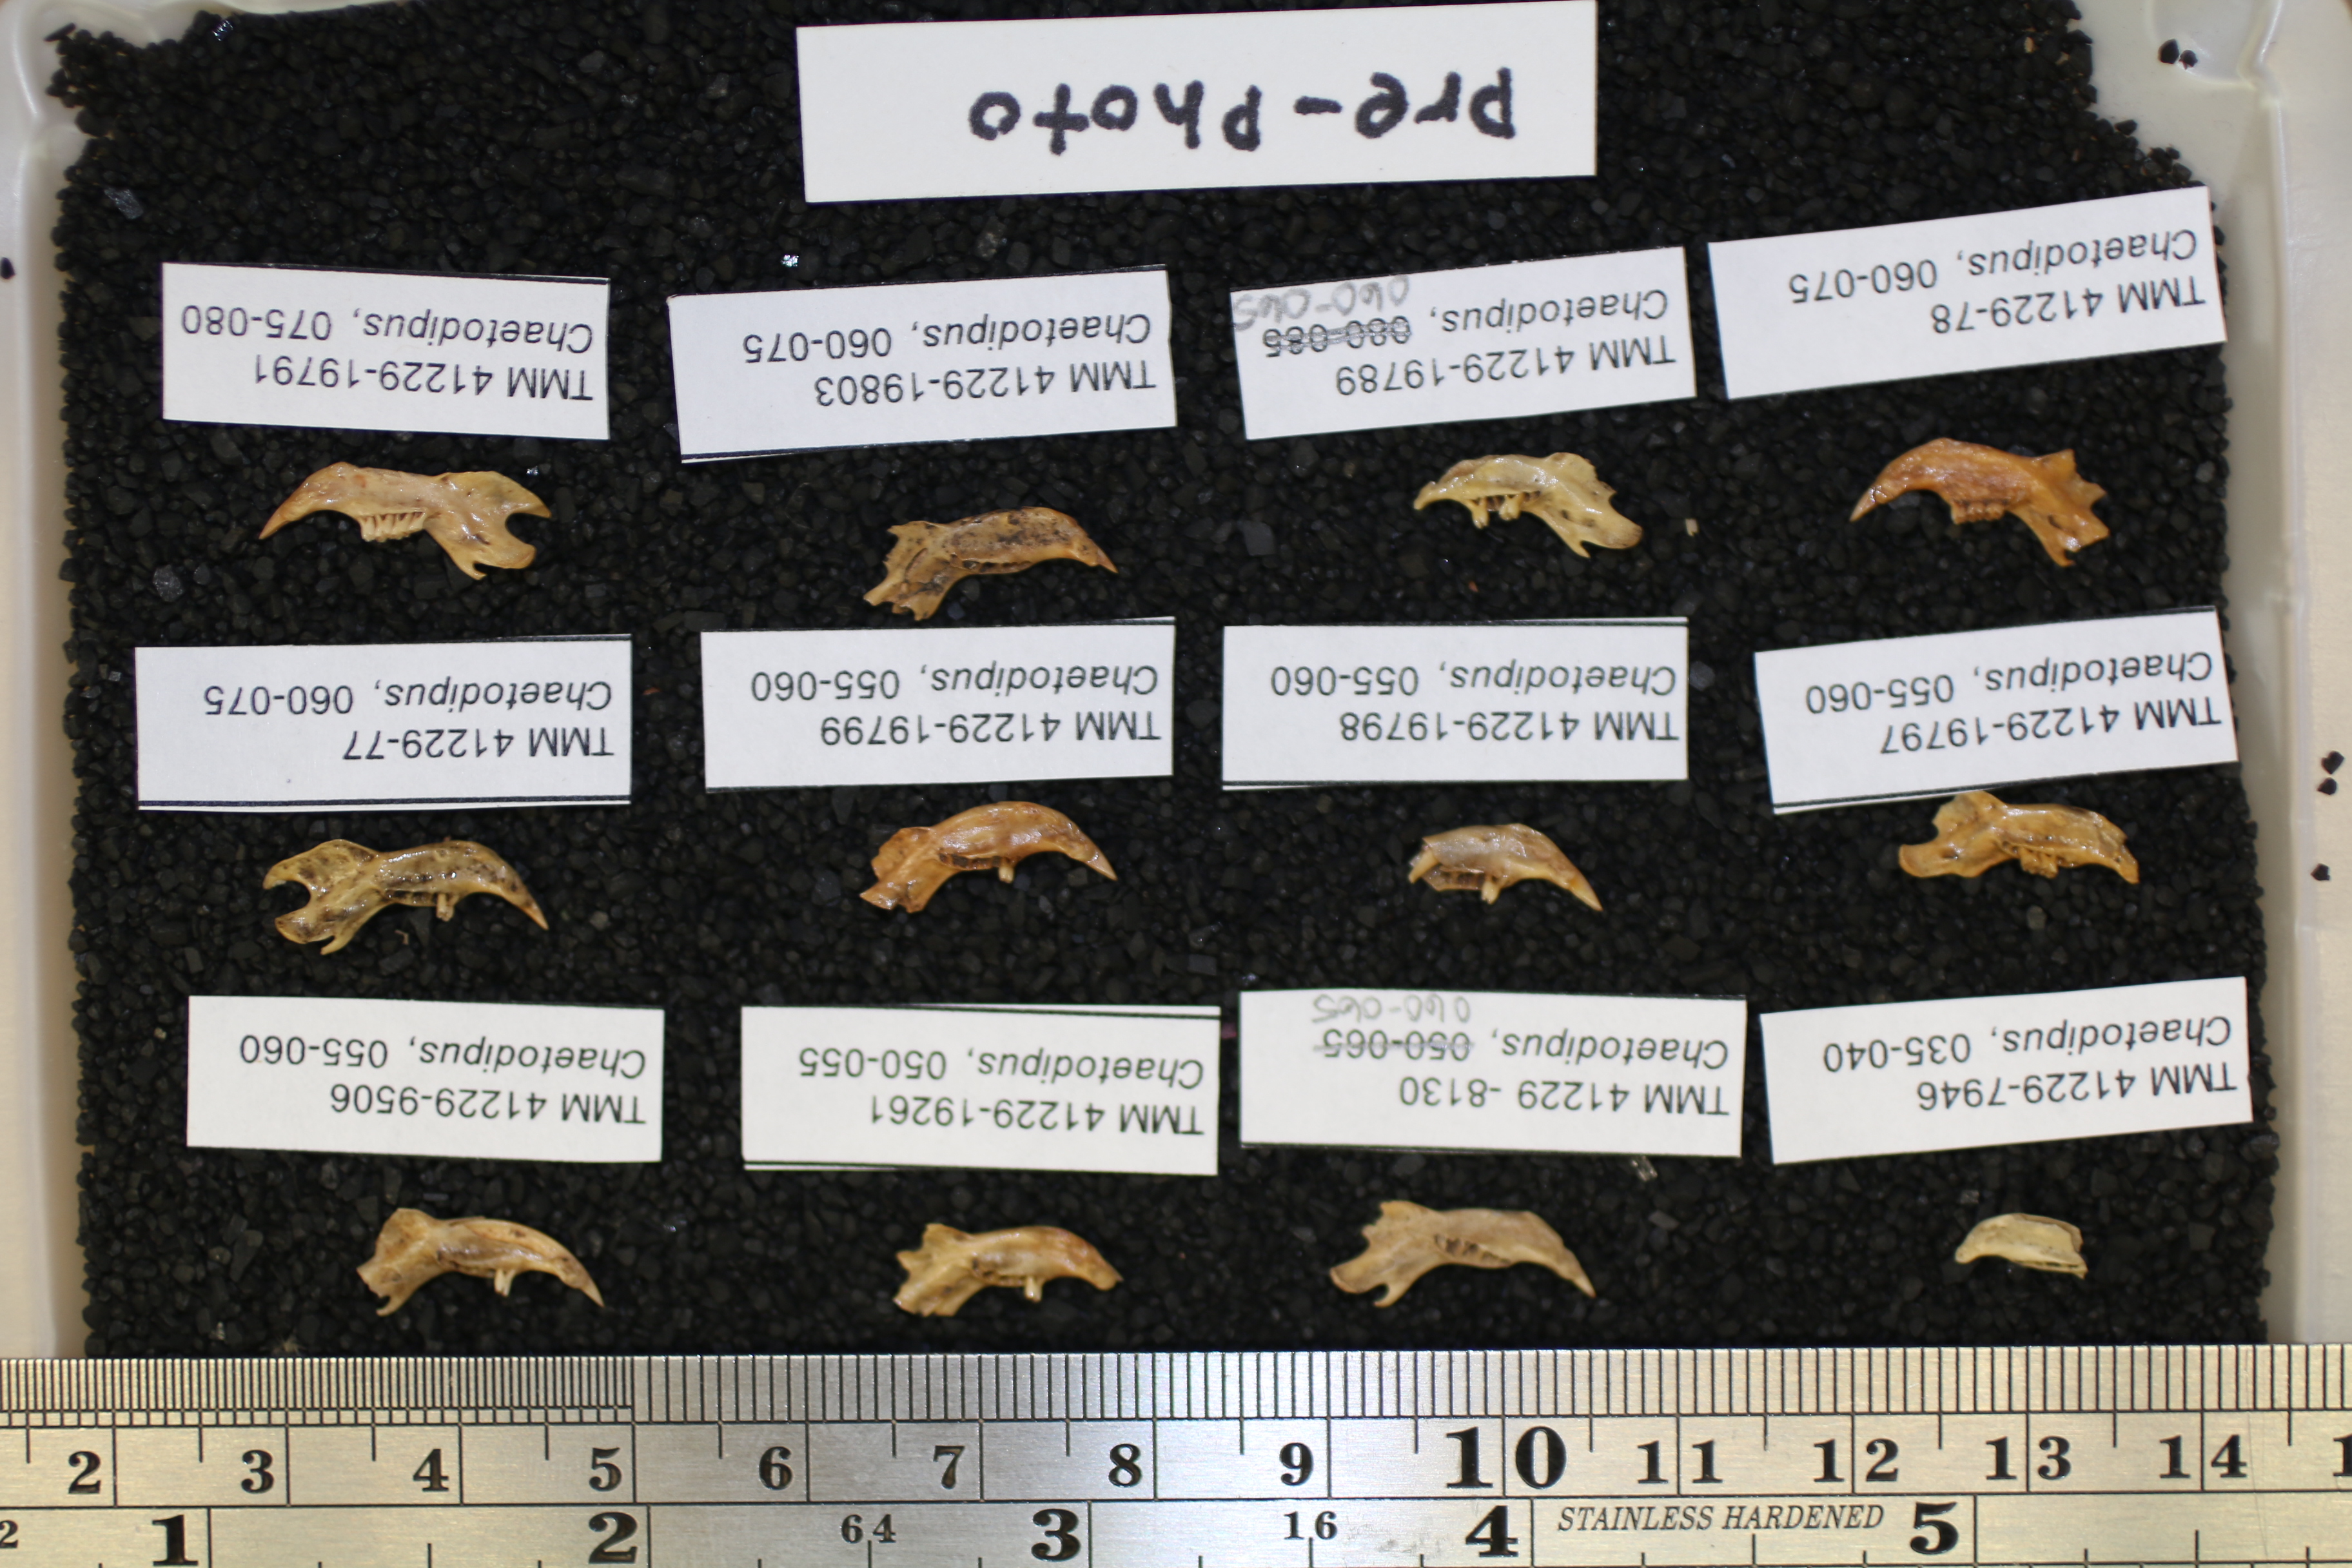 Pre-Photo
TMM 41229-19791
Chaetodipus, 075-080
TMM 41229-19803
Chaetodipus, 060-075
TMM 41229-19789
Chaetodipus, 080-085
060-065
TMM 41229-78
Chaetodipus, 060-075
TMM 41229-77
Chaetodipus, 060-075
TMM 41229-19799
Chaetodipus, 055-060
TMM 41229-19798
Chaetodipus, 055-060
TMM 41229-19797
Chaetodipus, 055-060
TMM 41229-9506
Chaetodipus, 055-060
TMM 41229-19261
Chaetodipus, 050-055
TMM 41229 -8130
Chaetodipus, 050-065
060-065
TMM 41229-7946
Chaetodipus, 035-040
2 3 4 5 6 7 8 9 10 11 12 13 14
1 2 64 3 16 4 STAINLESS HARDENED 5